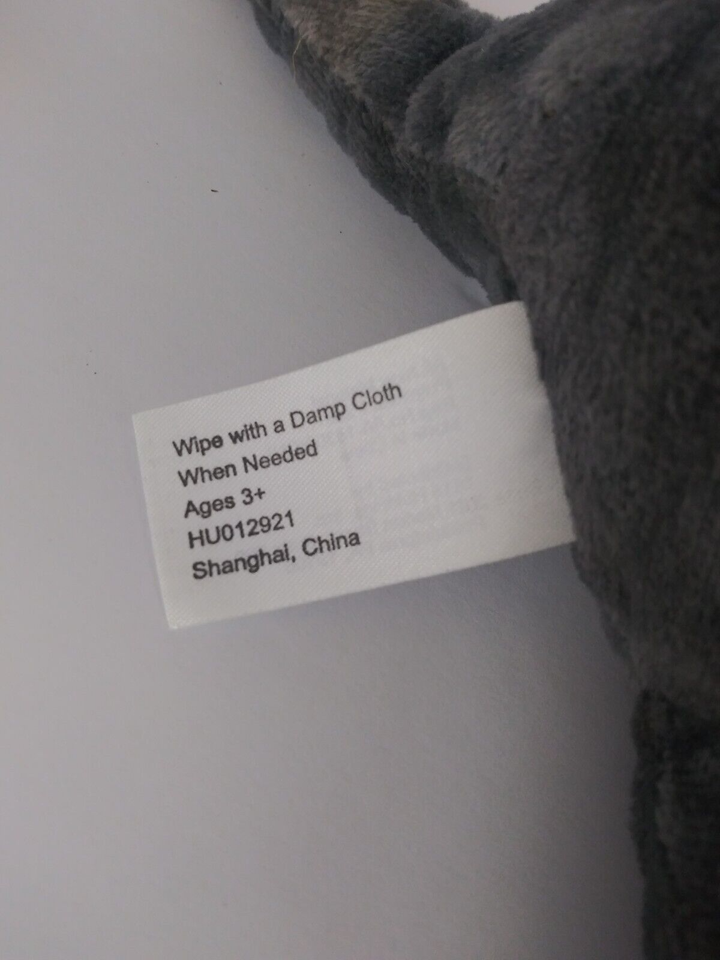 Wipe with a Damp Cloth
When Needed
Ages 3+
HU012921
Shanghai, China